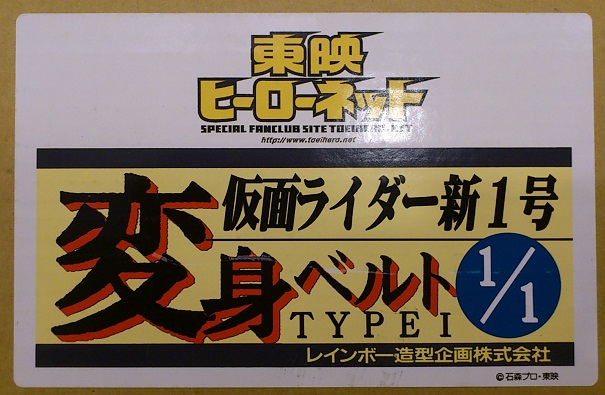 東映
ヒーローネット
SPECIAL FANCLUB SITE TOEIHERO.NET
http://www.toeihero.net
仮面ライダー新1号
変身ベルト
TYPE I
1/1
レインボー造型企画株式会社
©石森プロ・東映